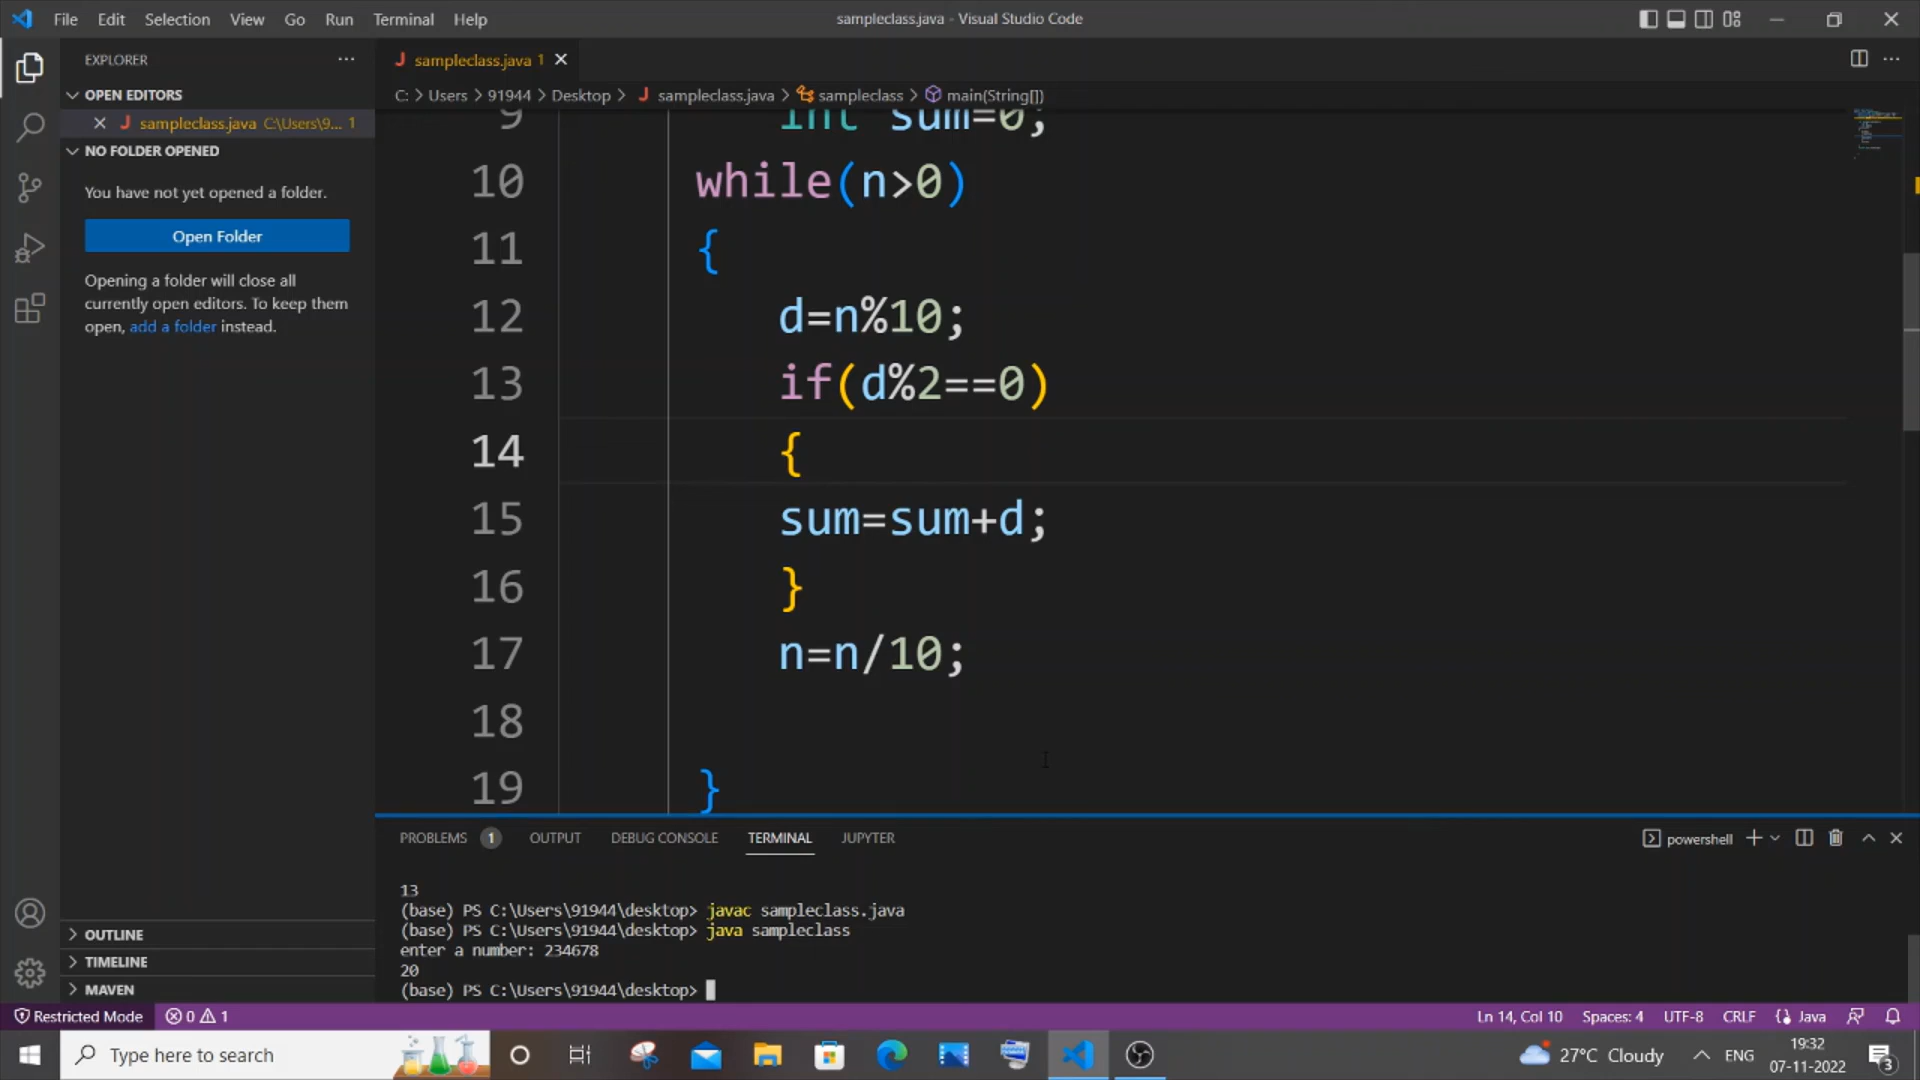 File Edit Selection View Go Run Terminal Help
sampleclass.java - Visual Studio Code
EXPLORER
OPEN EDITORS
sampleclass.java C:\Users\9... 1
NO FOLDER OPENED
You have not yet opened a folder.
Open Folder
Opening a folder will close all
currently open editors. To keep them
open, add a folder instead.
OUTLINE
TIMELINE
MAVEN
sampleclass.java 1
C: > Users > 91944 > Desktop > sampleclass.java > sampleclass > main(String[])
9 int sum=0;
10 while(n>0)
11 {
12 d=n%10;
13 if(d%2==0)
14 {
15 sum=sum+d;
16 }
17 n=n/10;
18
19 }
PROBLEMS 1 OUTPUT DEBUG CONSOLE TERMINAL JUPYTER
powershell
13
(base) PS C:\Users\91944\desktop> javac sampleclass.java
(base) PS C:\Users\91944\desktop> java sampleclass
enter a number: 234678
20
(base) PS C:\Users\91944\desktop>
Restricted Mode 0 1
Ln 14, Col 10 Spaces: 4 UTF-8 CRLF Java
Type here to search
27°C Cloudy
ENG
19:32
07-11-2022
3